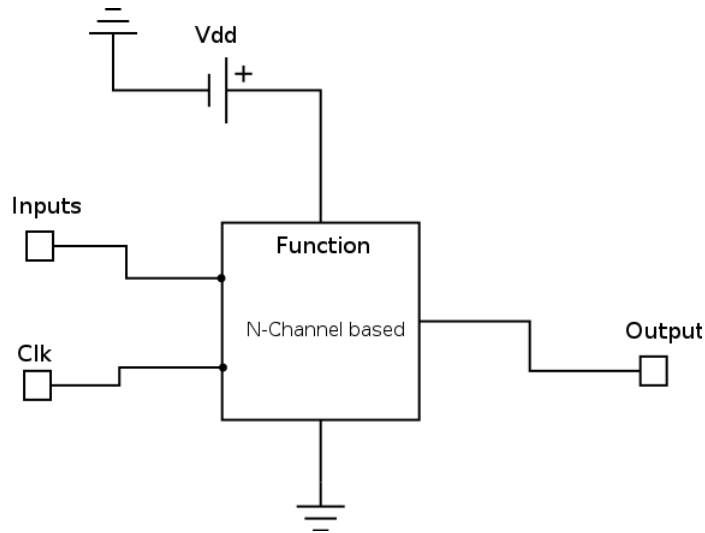 Vdd
+
Inputs
Function
N-Channel based
Output
Clk